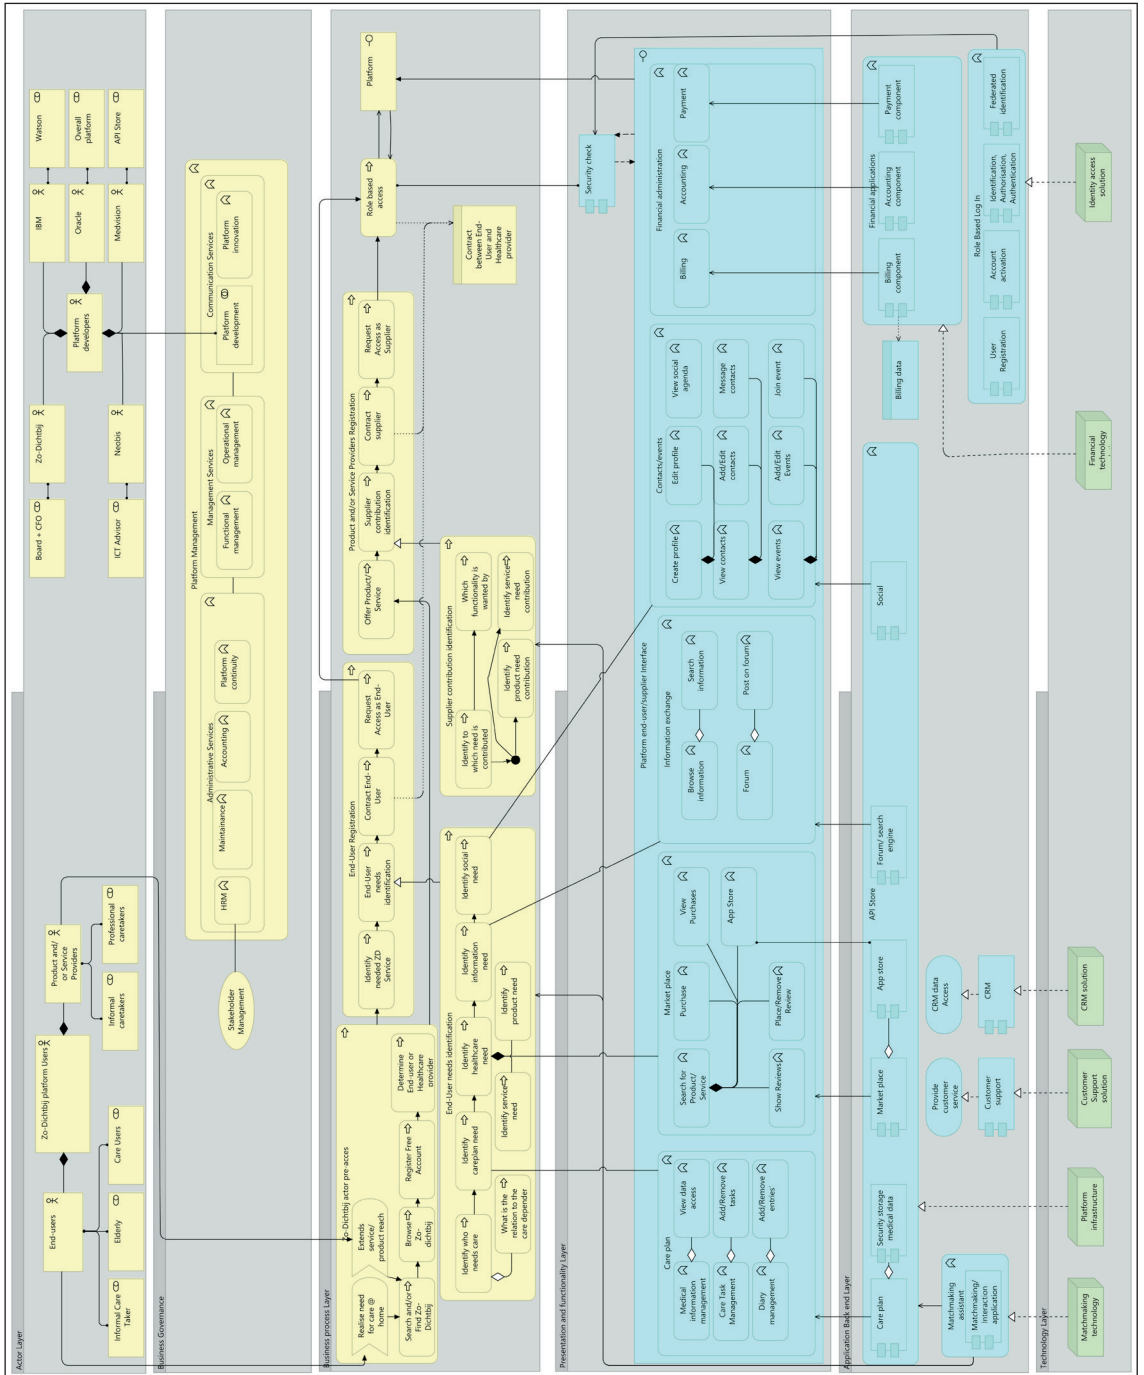 Actor Layer
Informal Care
Taker
Elderly
Care Users
End-users
Zo-Dichtbij platform Users
Product and/
or Service
Providers
Informal
caretakers
Professional
caretakers
Board + CFO
Zo-Dichtbij
ICT Advisor
Neobis
Platform
developers
IBM
Watson
Oracle
Overall
platform
Medvision
API Store
Business Governance
Stakeholder
Management
Platform Management
Administrative Services
HRM
Maintainance
Accounting
Platform
continuity
Management Services
Functional
management
Operational
management
Communication Services
Platform
development
Platform
innovation
Business process Layer
Zo-Dichtbij actor pre-acces
Realise need
for care @
home
Extends
service/
product reach
Search and/or
Find Zo-
Dichtbij
Browse
Zo-
dichtbij
Register Free
Account
Determine
End-user or
Healthcare
provider
End-User Registration
Identify
needed ZD
Service
End-User
needs
identification
Contract End-
User
Request
Access as End-
User
Product and/or Service Providers Registration
Offer Product/
Service
Supplier
contribution
identification
Contract
supplier
Request
Access as
Supplier
Role based
access
Platform
Contract
between End-
User and
Healthcare
provider
End-User needs identification
Identify who
needs care
What is the
relation to the
care depender
Identify
careplan need
Identify
healthcare
need
Identify service
need
Identify
product need
Identify
information
need
Identify social
need
Supplier contribution identification
Identify to
which need is
contributed
Which
functionality is
wanted by
Identify
product need
contribution
Identify service
need
contribution
Presentation and functionality Layer
Platform end-user/supplier Interface
Care plan
Medical
information
management
View data
access
Care Task
Management
Add/Remove
tasks
Diary
management
Add/Remove
entries
Market place
Search for
Product/
Service
Purchase
View
Purchases
App Store
Show Reviews
Place/Remove
Review
Information exchange
Browse
information
Search
information
Forum
Post on forum
Contacts/events
Create profile
Edit profile
View social
agenda
View contacts
Add/Edit
contacts
Message
contacts
View events
Add/Edit
Events
Join event
Financial administration
Billing
Accounting
Payment
Security check
Application Back end Layer
Care plan
Security storage
medical data
Matchmaking
assistant
Matchmaking/
Interaction
application
Market place
App store
API Store
Forum/ search
engine
Social
Provide
customer
service
Customer
support
CRM data
Access
CRM
Billing data
Financial applications
Billing
component
Accounting
component
Payment
component
Role Based Log In
User
Registration
Account
activation
Identification,
Authorisation,
Authentication
Federated
identification
Technology Layer
Matchmaking
technology
Platform
infrastructure
Customer
Support
solution
CRM solution
Financial
technology
Identity access
solution